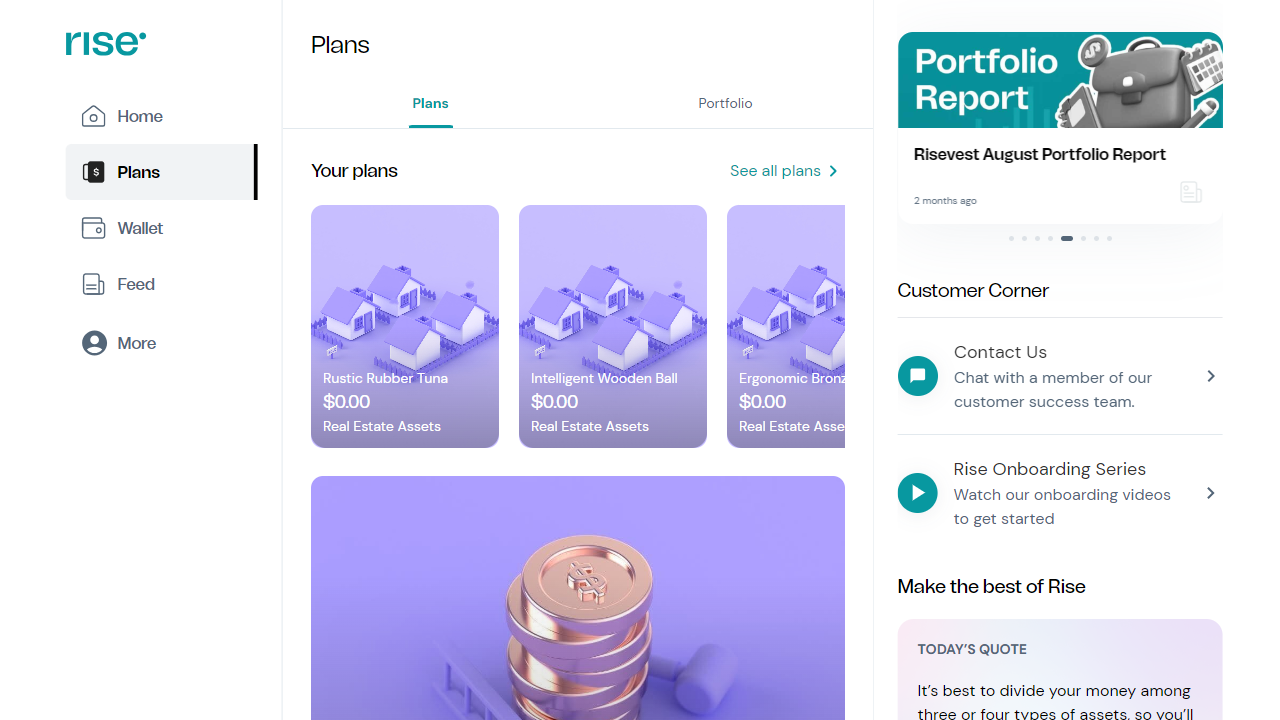 rise
Home
Plans
Wallet
Feed
More
Plans
Plans
Portfolio
Your plans
See all plans
Rustic Rubber Tuna
$0.00
Real Estate Assets
Intelligent Wooden Ball
$0.00
Real Estate Assets
Ergonomic
$0.00
Real Estate
Portfolio
Report
Risevest August Portfolio Report
2 months ago
Customer Corner
Contact Us
Chat with a member of our
customer success team.
Rise Onboarding Series
Watch our onboarding videos
to get started
Make the best of Rise
TODAY'S QUOTE
It's best to divide your money among
three or four types of assets, so you'll